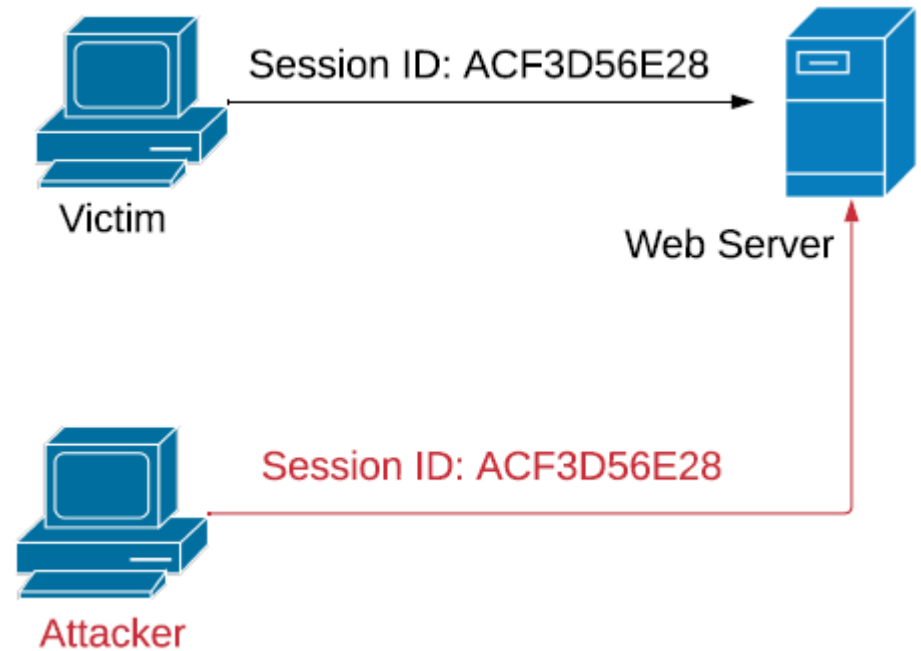 Session ID: ACF3D56E28
Victim
Web Server
Session ID: ACF3D56E28
Attacker